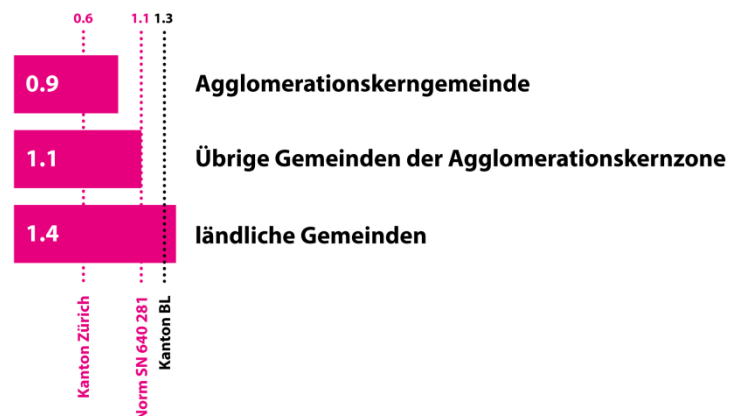 0.6 1.1 1.3
0.9 Agglomerationskerngemeinde
1.1 Übrige Gemeinden der Agglomerationskernzone
1.4 ländliche Gemeinden
Kanton Zürich
Norm SN 640 281
Kanton BL